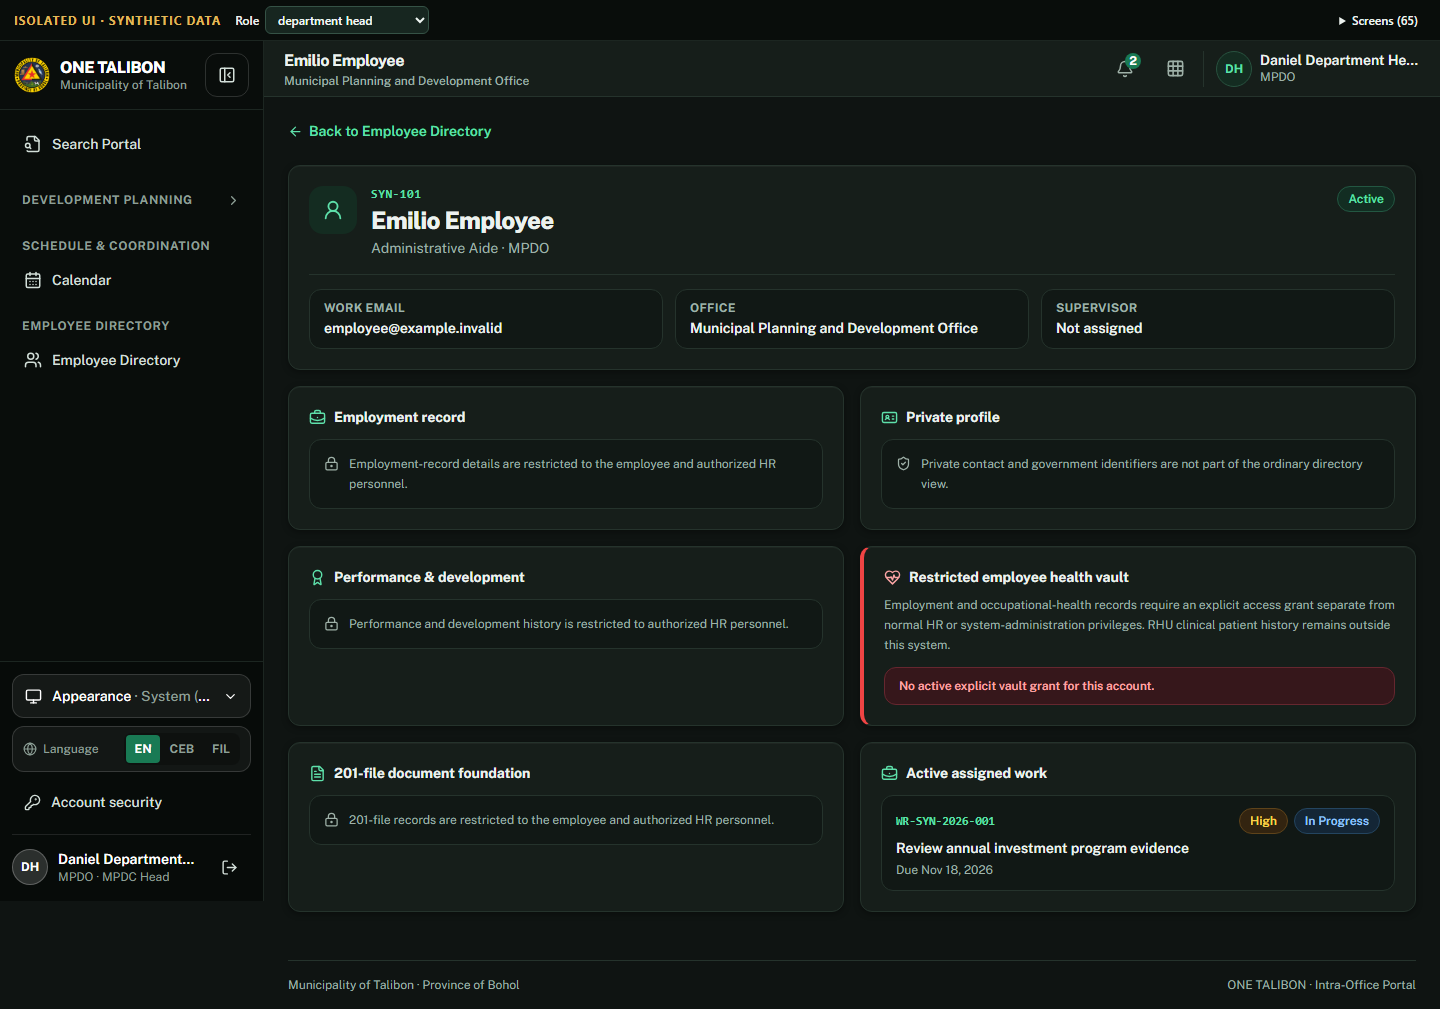 ISOLATED UI · SYNTHETIC DATA
Role
department head
Screens (65)
ONE TALIBON
Municipality of Talibon
Search Portal
DEVELOPMENT PLANNING
SCHEDULE & COORDINATION
Calendar
EMPLOYEE DIRECTORY
Employee Directory
Appearance · System (...
Language
EN
CEB
FIL
Account security
DH
Daniel Department...
MPDO · MPDC Head
Emilio Employee
Municipal Planning and Development Office
2
DH
Daniel Department He...
MPDO
Back to Employee Directory
SYN-101
Emilio Employee
Administrative Aide · MPDO
Active
WORK EMAIL
employee@example.invalid
OFFICE
Municipal Planning and Development Office
SUPERVISOR
Not assigned
Employment record
Employment-record details are restricted to the employee and authorized HR
personnel.
Private profile
Private contact and government identifiers are not part of the ordinary directory
view.
Performance & development
Performance and development history is restricted to authorized HR personnel.
Restricted employee health vault
Employment and occupational-health records require an explicit access grant separate from
normal HR or system-administration privileges. RHU clinical patient history remains outside
this system.
No active explicit vault grant for this account.
201-file document foundation
201-file records are restricted to the employee and authorized HR personnel.
Active assigned work
WR-SYN-2026-001
High
In Progress
Review annual investment program evidence
Due Nov 18, 2026
Municipality of Talibon · Province of Bohol
ONE TALIBON · Intra-Office Portal